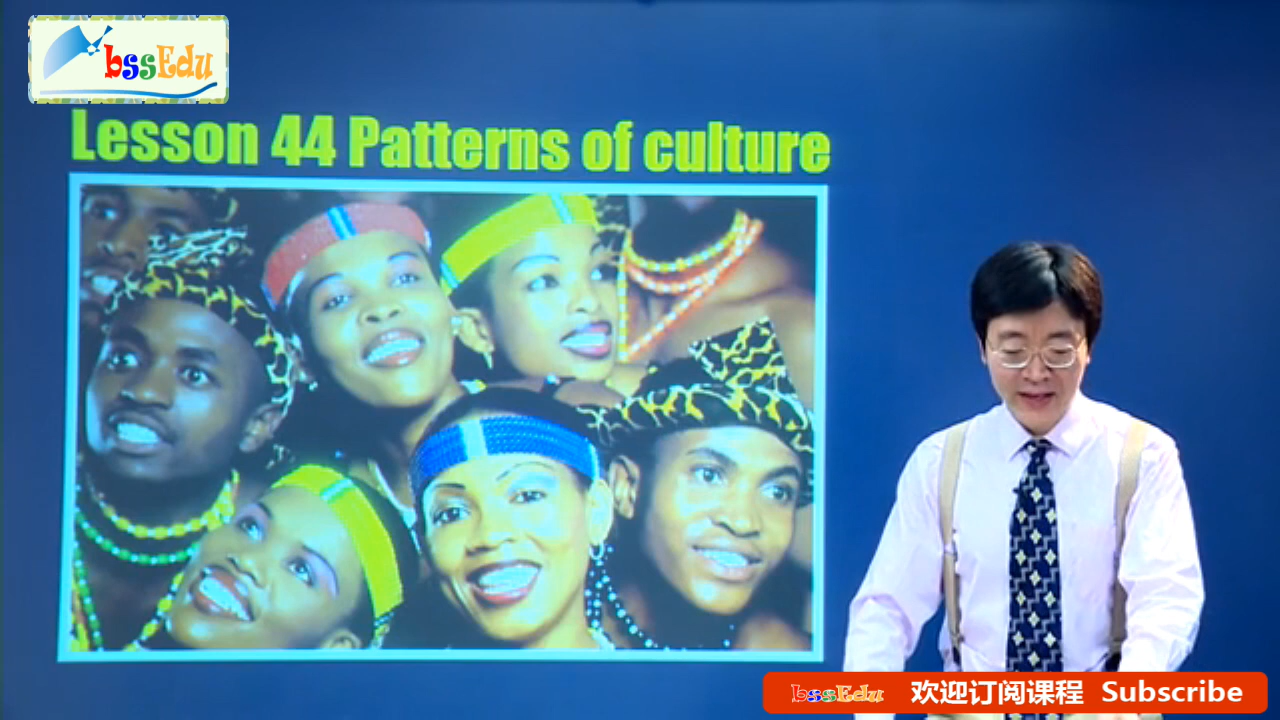 bssEdu
Lesson 44 Patterns of culture
bssEdu 欢迎订阅课程 Subscribe